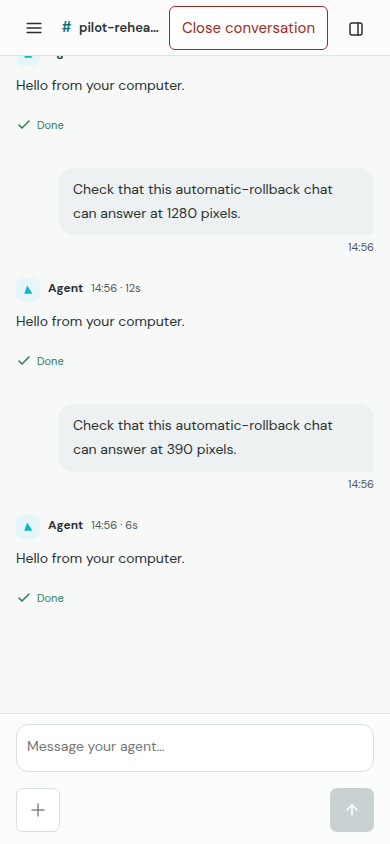 # pilot-rehea…
Close conversation
Hello from your computer.
Done
Check that this automatic-rollback chat
can answer at 1280 pixels.
14:56
Agent 14:56 · 12s
Hello from your computer.
Done
Check that this automatic-rollback chat
can answer at 390 pixels.
14:56
Agent 14:56 · 6s
Hello from your computer.
Done
Message your agent…